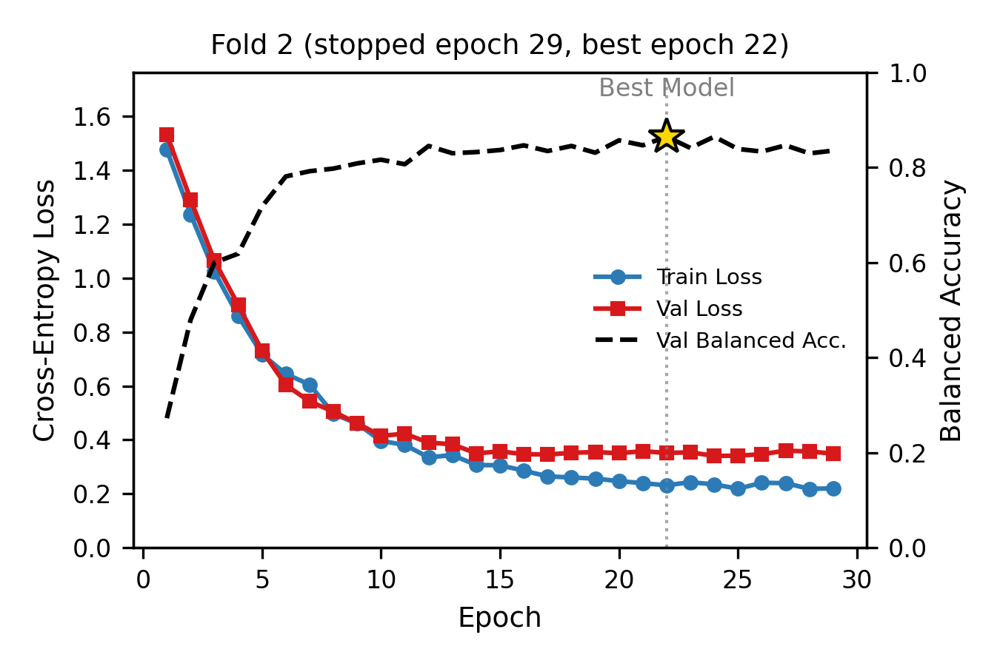 Fold 2 (stopped epoch 29, best epoch 22)
Best Model
Cross-Entropy Loss
1.6
1.4
1.2
1.0
0.8
0.6
0.4
0.2
0.0
Train Loss
Val Loss
Val Balanced Acc.
1.0
0.8
0.6
0.4
0.2
0.0
Balanced Accuracy
0 5 10 15 20 25 30
Epoch